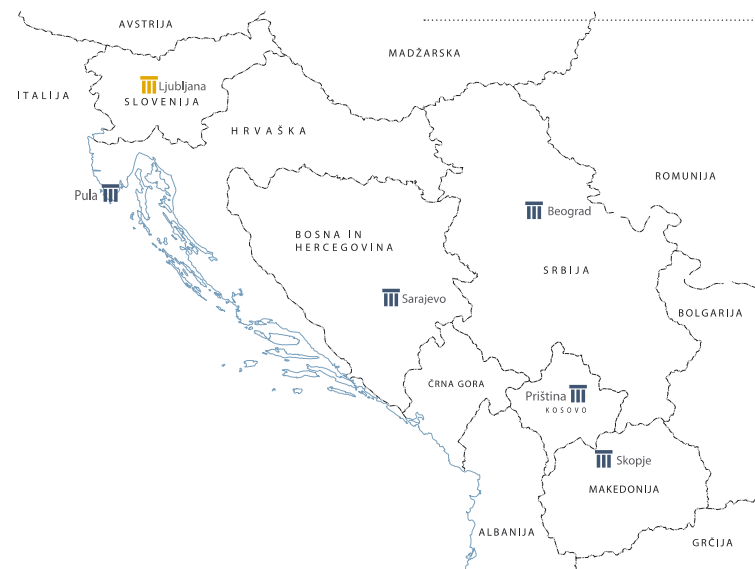 AVSTRIJA
MADŽARSKA
ITALIJA
Ljubljana
SLOVENIJA
HRVAŠKA
ROMUNIJA
Pula
Beograd
BOSNA IN
HERCEGOVINA
SRBIJA
Sarajevo
BOLGARIJA
ČRNA GORA
Priština
KOSOVO
Skopje
MAKEDONIJA
ALBANIJA
GRČIJA